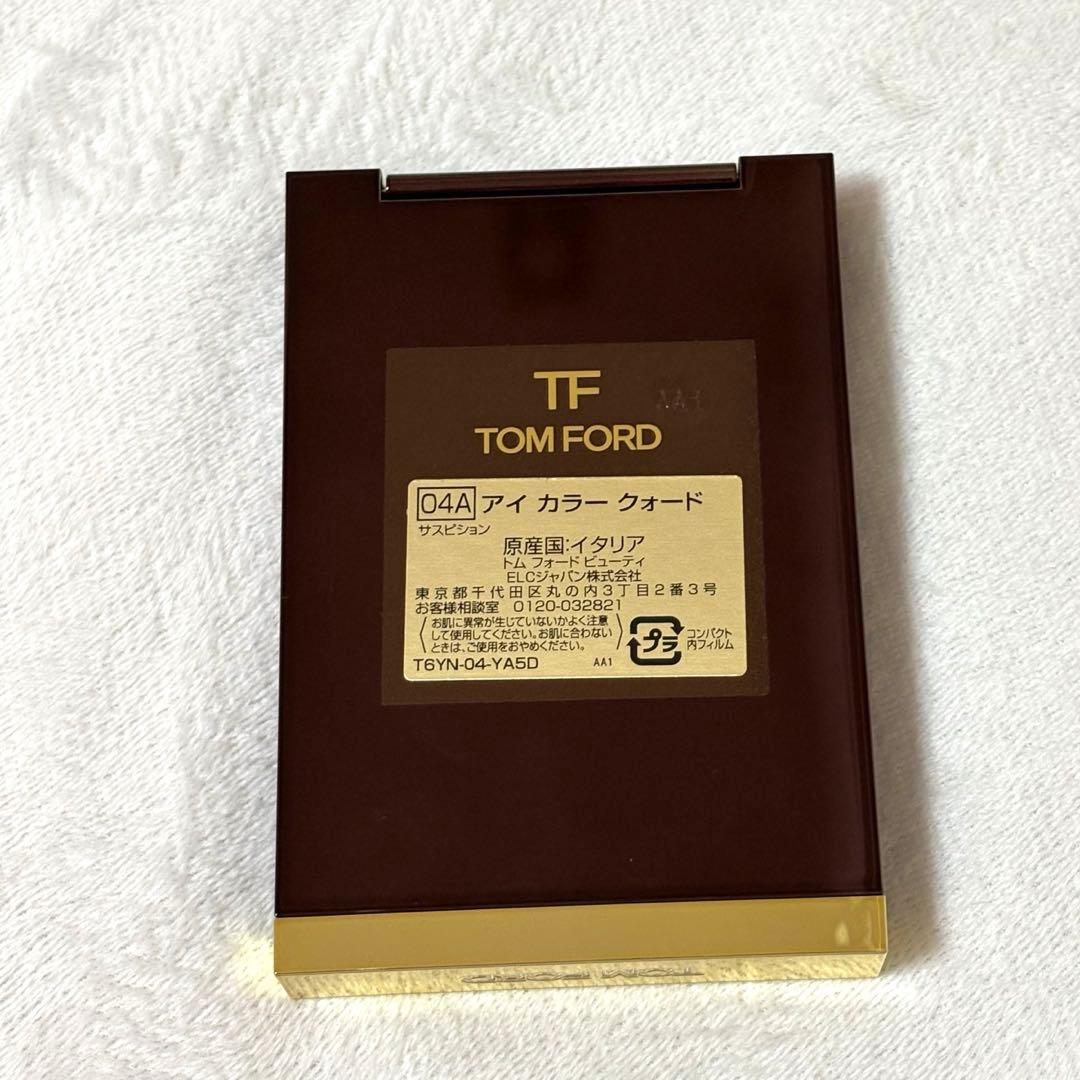 TF
AA1
TOM FORD
04A アイ カラー クォード
サスピション
原産国:イタリア
トム フォード ビューティ
ELCジャパン株式会社
東京都千代田区丸の内3丁目2番3号
お客様相談室 0120-032821
お肌に異常が生じていないかよく注意
して使用してください。お肌に合わない
ときは、ご使用をおやめください。
プラ
コンパクト
内フィルム
T6YN-04-YA5D AA1
TOM FORD